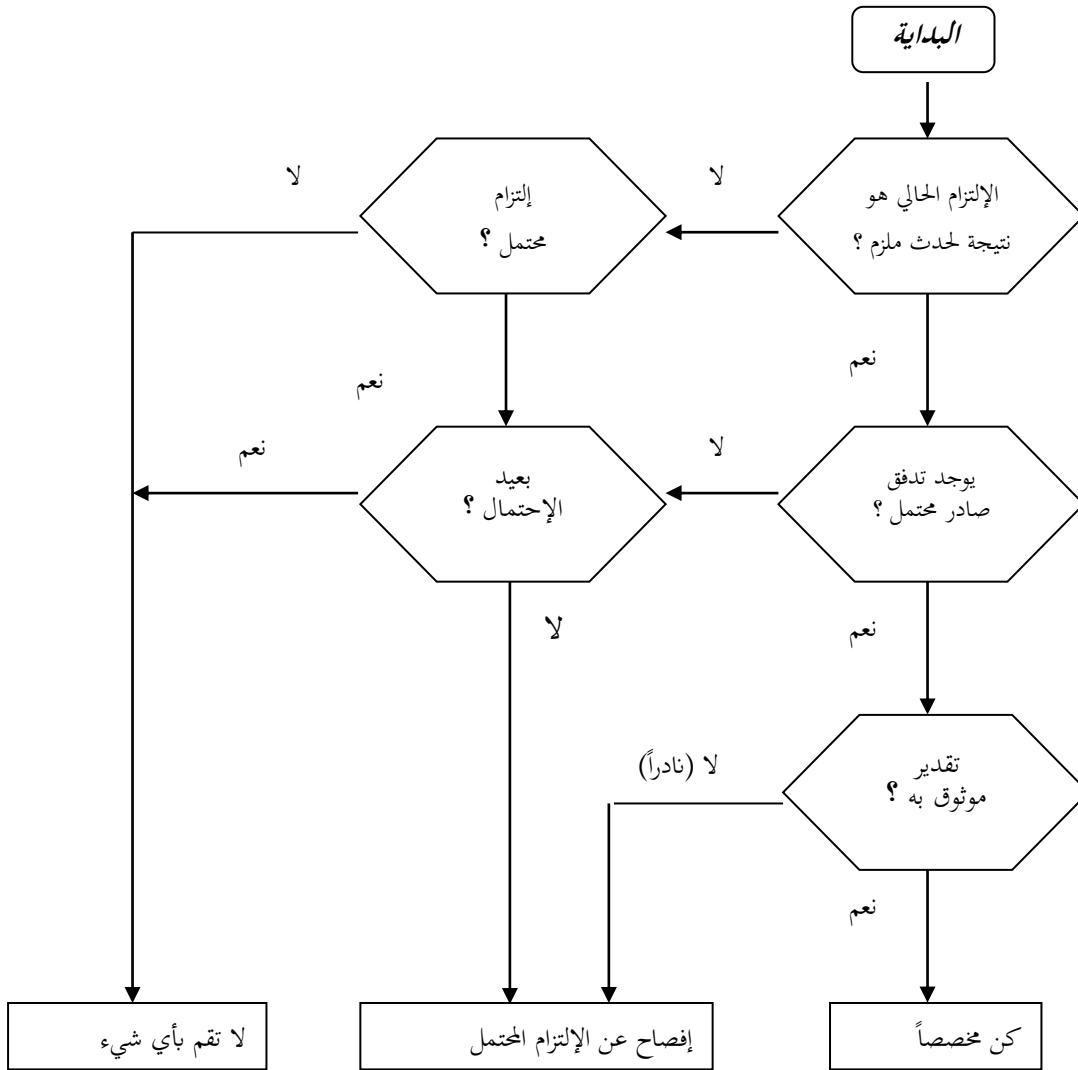 البداية
الإلتزام الحالي هو
نتيجة لحدث ملزم ؟
لا
إلتزام
محتمل ؟
لا
نعم
نعم
يوجد تدفق
صادر محتمل ؟
لا
بعيد
الإحتمال ؟
نعم
نعم
لا
تقدير
موثوق به ؟
لا (نادراً)
نعم
كن مخصصاً
إفصاح عن الإلتزام المحتمل
لا تقم بأي شيء